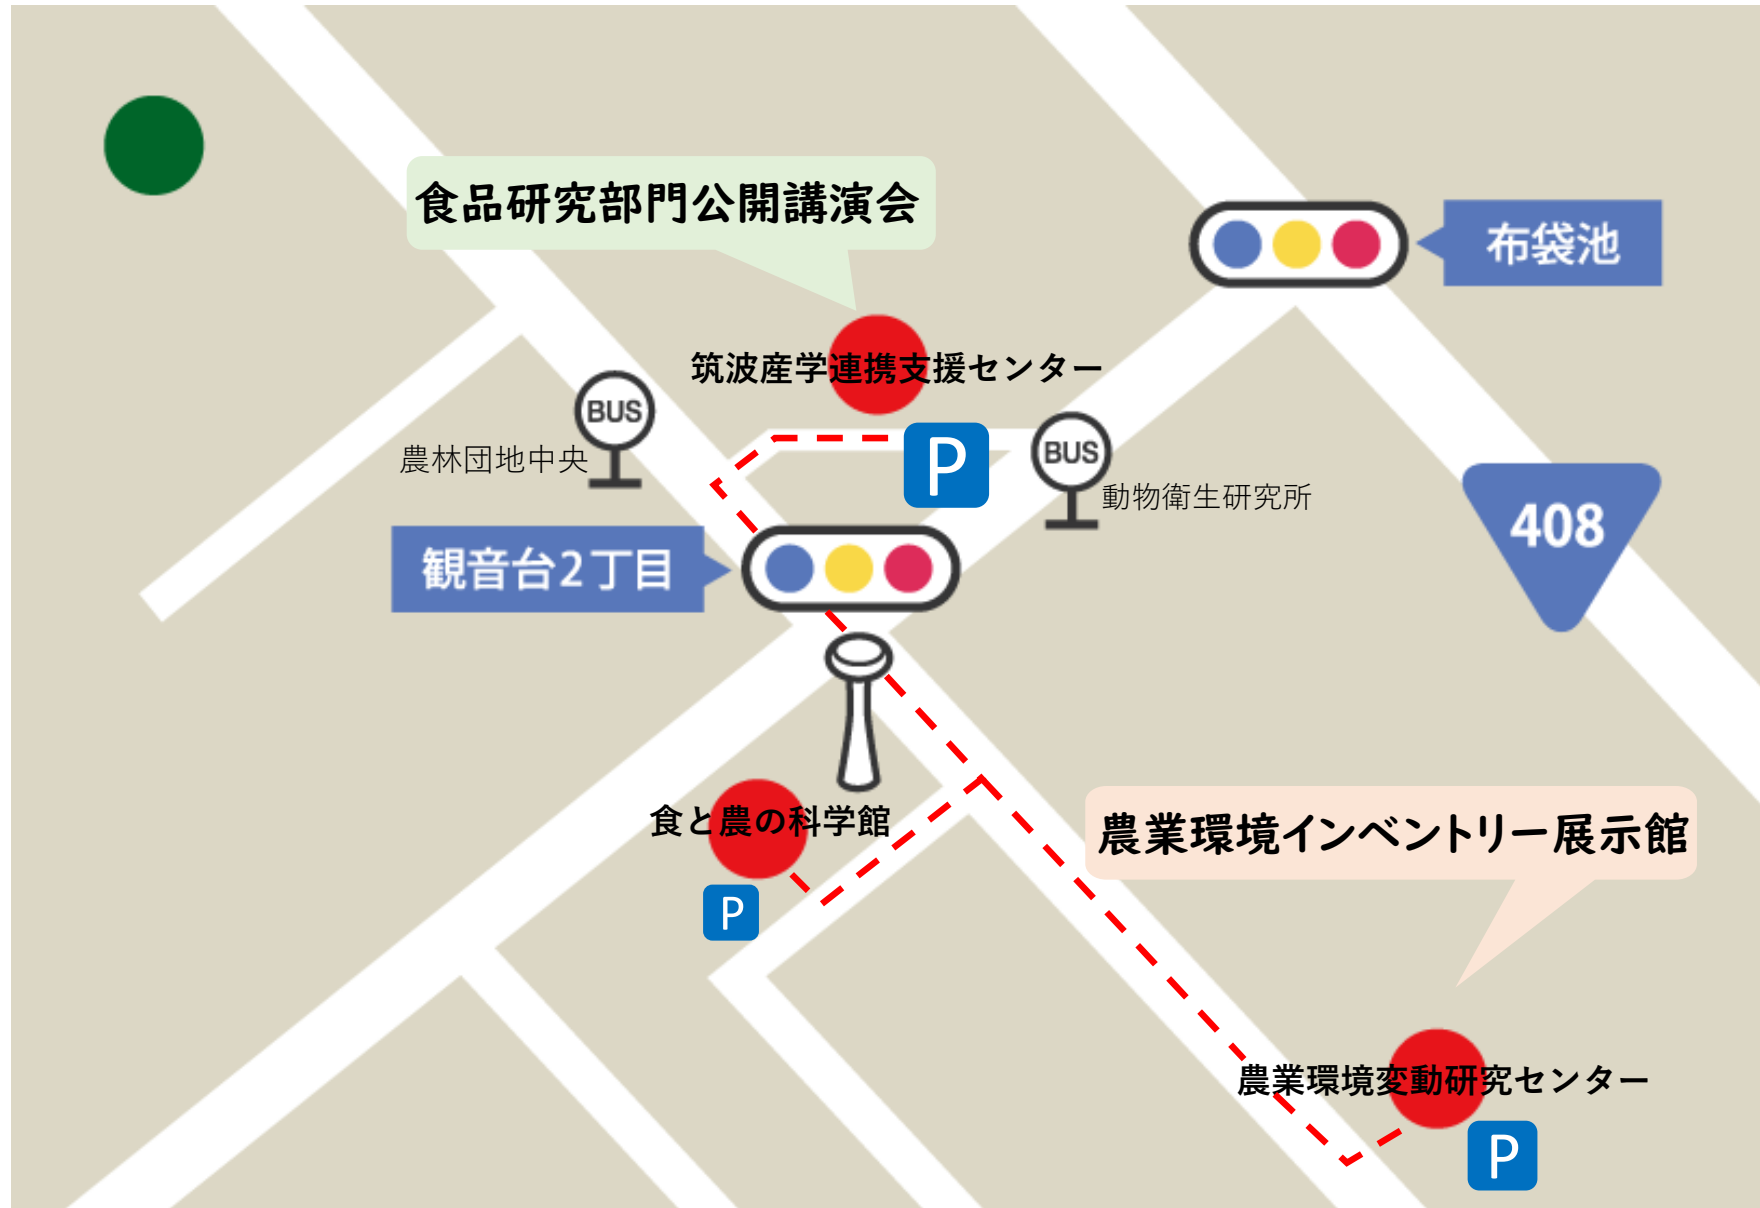 食品研究部門公開講演会
布袋池
筑波産学連携支援センター
BUS
農林団地中央
P
BUS
動物衛生研究所
408
観音台2丁目
食と農の科学館
P
農業環境インベントリー展示館
農業環境変動研究センター
P